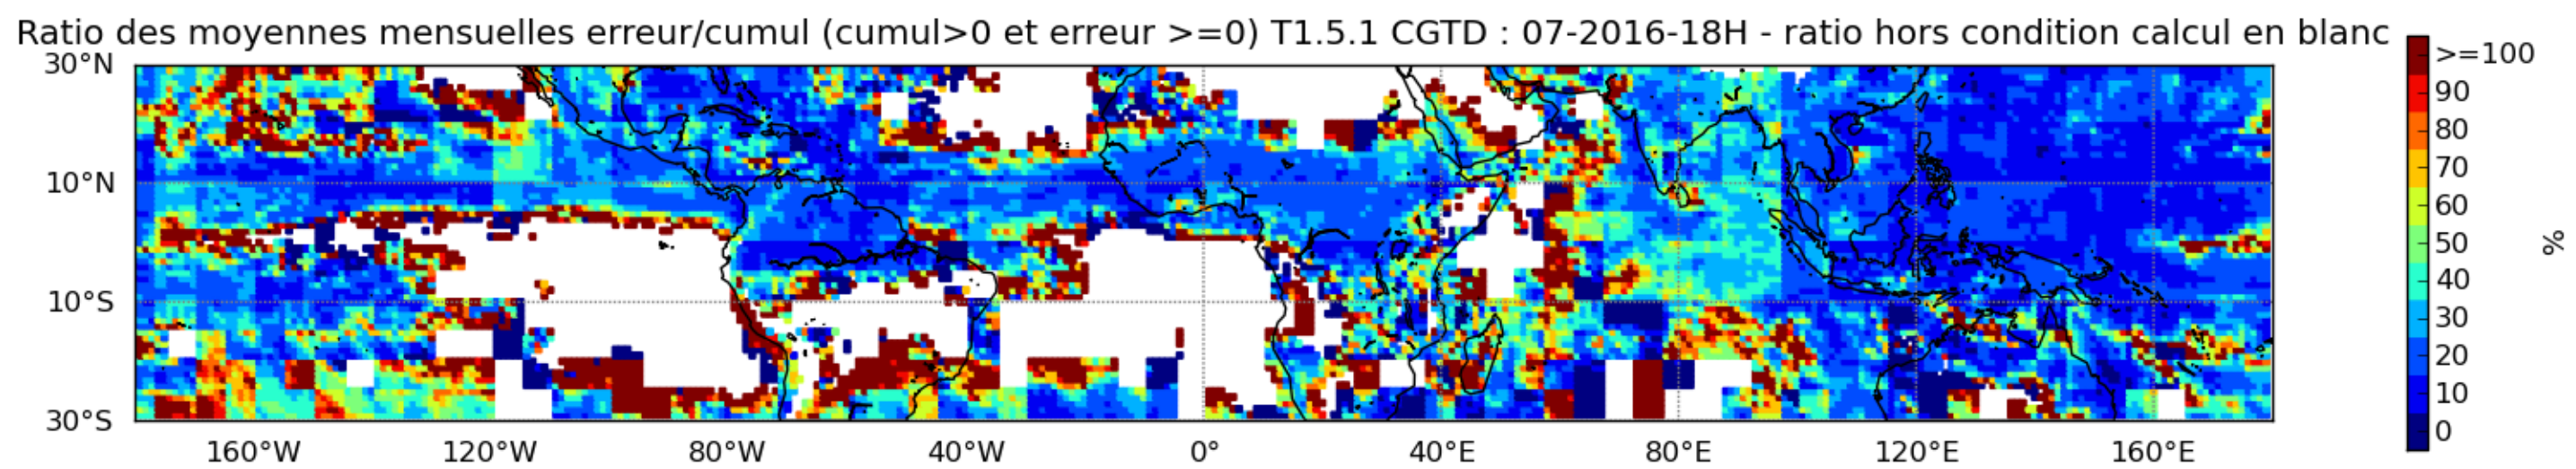 Ratio des moyennes mensuelles erreur/cumul (cumul>0 et erreur >=0) T1.5.1 CGTD : 07-2016-18H - ratio hors condition calcul en blanc
30°N
10°N
10°S
30°S
160°W 120°W 80°W 40°W 0° 40°E 80°E 120°E 160°E
>=100
90
80
70
60
50
40
30
20
10
0
%